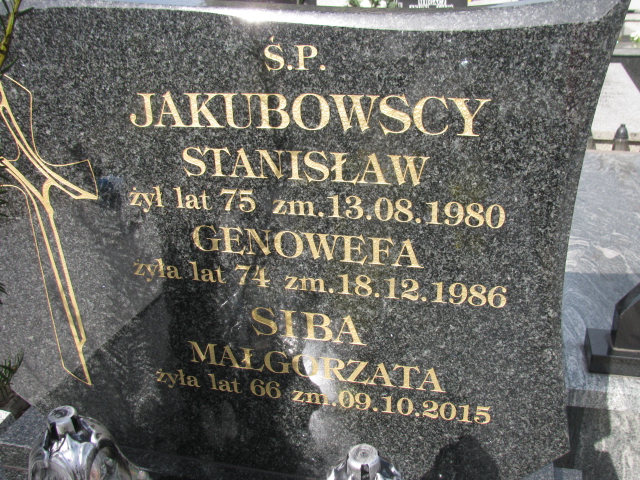 Ś.P.
JAKUBOWSCY
STANISŁAW
żył lat 75 zm.13.08.1980
GENOWEFA
żyła lat 74 zm.18.12.1986
SIBA
MAŁGORZATA
żyła lat 66 zm.09.10.2015